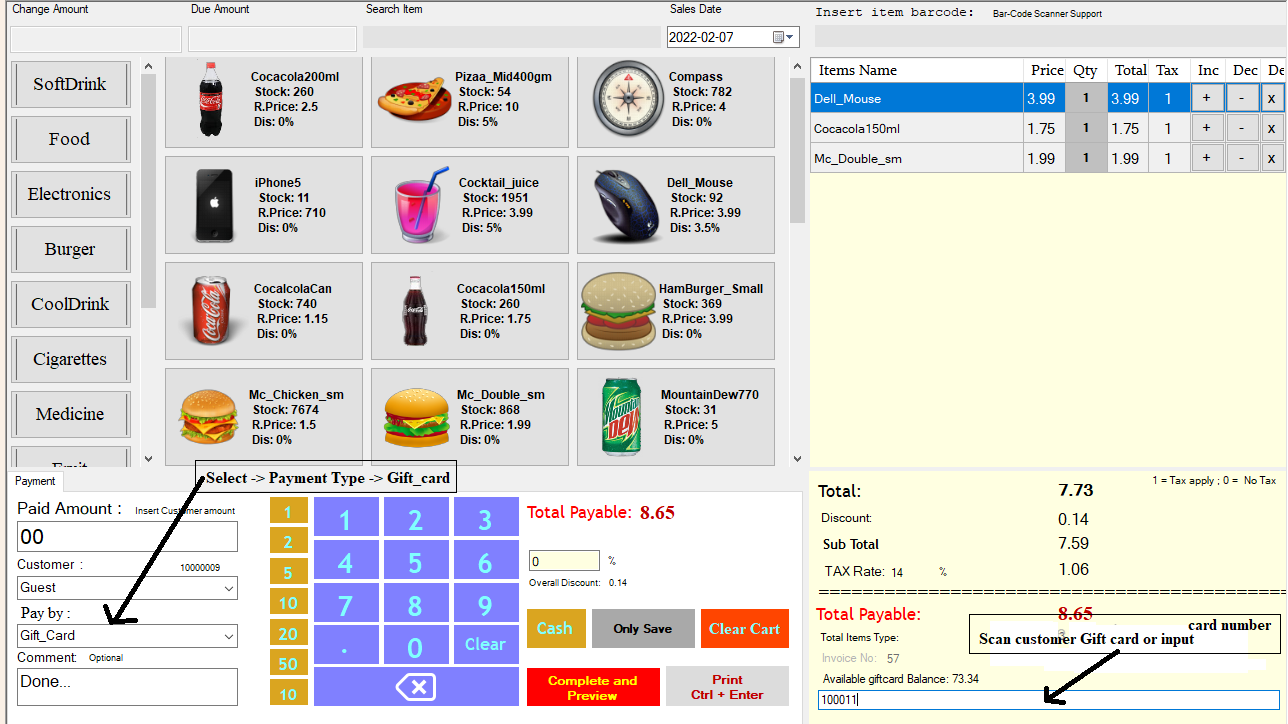 Change Amount
Due Amount
Search Item
Sales Date
2022-02-07
Insert item barcode:
Bar-Code Scanner Support
SoftDrink
Food
Electronics
Burger
CoolDrink
Cigarettes
Medicine
Fruit
Cocacola200ml
Stock: 260
R.Price: 2.5
Dis: 0%
Pizaa_Mid400gm
Stock: 54
R.Price: 10
Dis: 5%
Compass
Stock: 782
R.Price: 4
Dis: 0%
iPhone5
Stock: 11
R.Price: 710
Dis: 0%
Cocktail_juice
Stock: 1951
R.Price: 3.99
Dis: 5%
Dell_Mouse
Stock: 92
R.Price: 3.99
Dis: 3.5%
CocalcolaCan
Stock: 740
R.Price: 1.15
Dis: 0%
Cocacola150ml
Stock: 260
R.Price: 1.75
Dis: 0%
HamBurger_Small
Stock: 369
R.Price: 3.99
Dis: 0%
Mc_Chicken_sm
Stock: 7674
R.Price: 1.5
Dis: 0%
Mc_Double_sm
Stock: 868
R.Price: 1.99
Dis: 0%
MountainDew770
Stock: 31
R.Price: 5
Dis: 0%
Items Name Price Qty Total Tax Inc Dec De
Dell_Mouse 3.99 1 3.99 1 + - x
Cocacola150ml 1.75 1 1.75 1 + - x
Mc_Double_sm 1.99 1 1.99 1 + - x
Select -> Payment Type -> Gift_card
Payment
Paid Amount : Insert Customer amount
00
Customer : 10000009
Guest
Pay by :
Gift_Card
Comment: Optional
Done...
1
2
5
10
20
50
10
1 2 3
4 5 6
7 8 9
. 0 Clear
Total Payable: 8.65
0 %
Overall Discount: 0.14
Cash
Only Save
Clear Cart
Complete and
Preview
Print
Ctrl + Enter
Total: 7.73
1 = Tax apply ; 0 = No Tax
Discount: 0.14
Sub Total 7.59
TAX Rate: 14 % 1.06
==========================================
Total Payable: 8.65
Total Items Type:
card number
Scan customer Gift card or input
Invoice No: 57
Available giftcard Balance: 73.34
100011